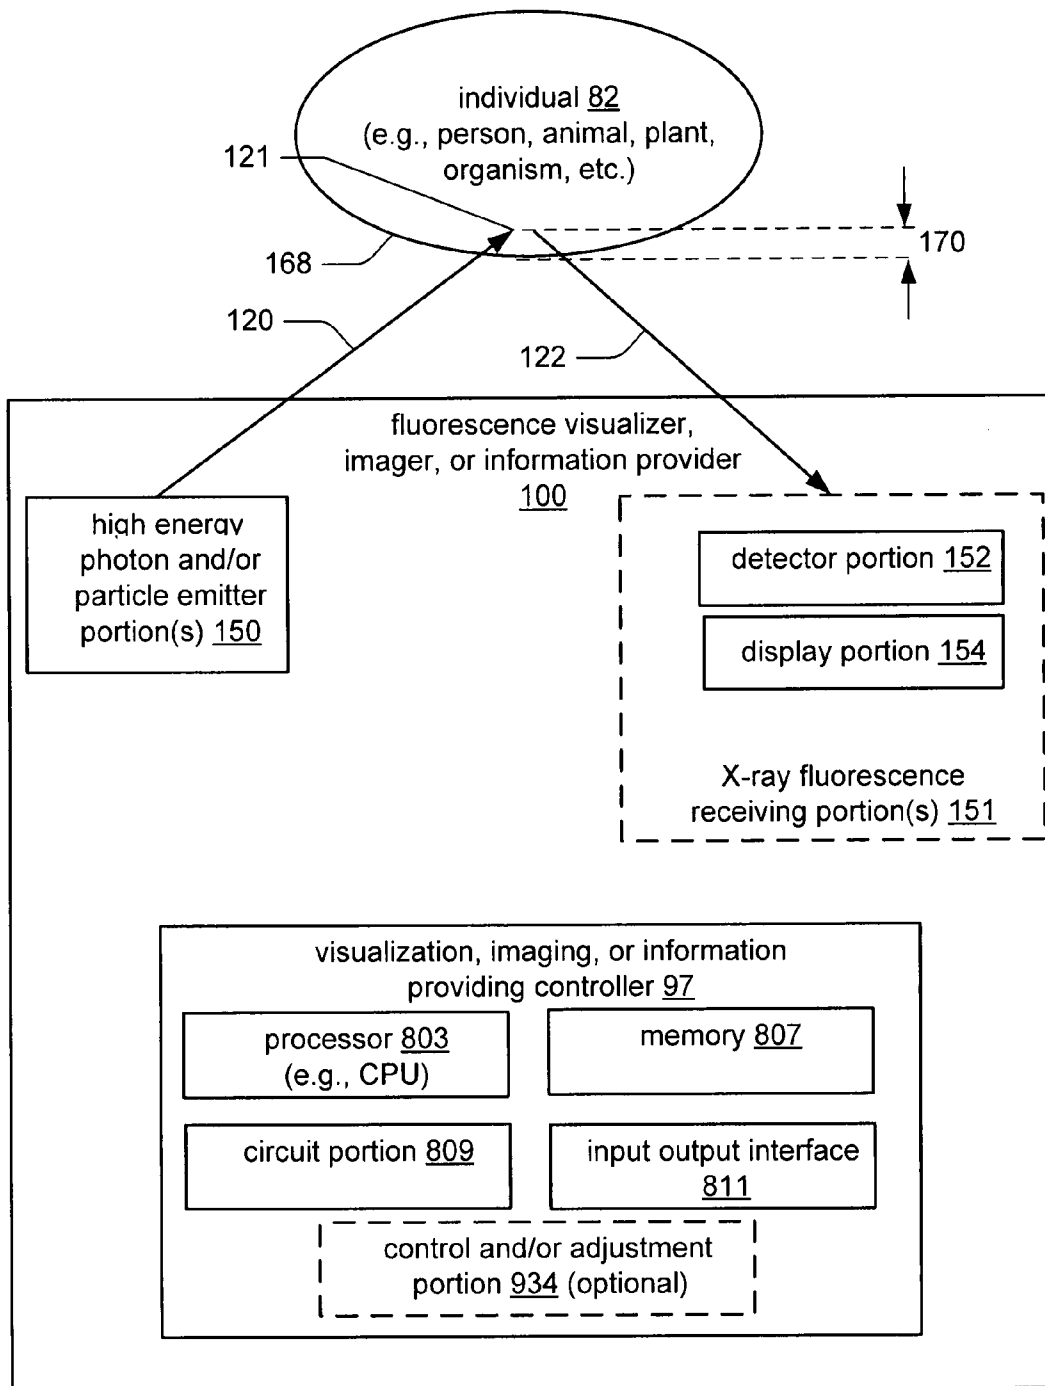 individual 82
(e.g., person, animal, plant,
organism, etc.)
121
168
170
120
122
fluorescence visualizer,
imager, or information provider
100
high energy
photon and/or
particle emitter
portion(s) 150
detector portion 152
display portion 154
X-ray fluorescence
receiving portion(s) 151
visualization, imaging, or information
providing controller 97
processor 803
(e.g., CPU)
memory 807
circuit portion 809
input output interface
811
control and/or adjustment
portion 934 (optional)